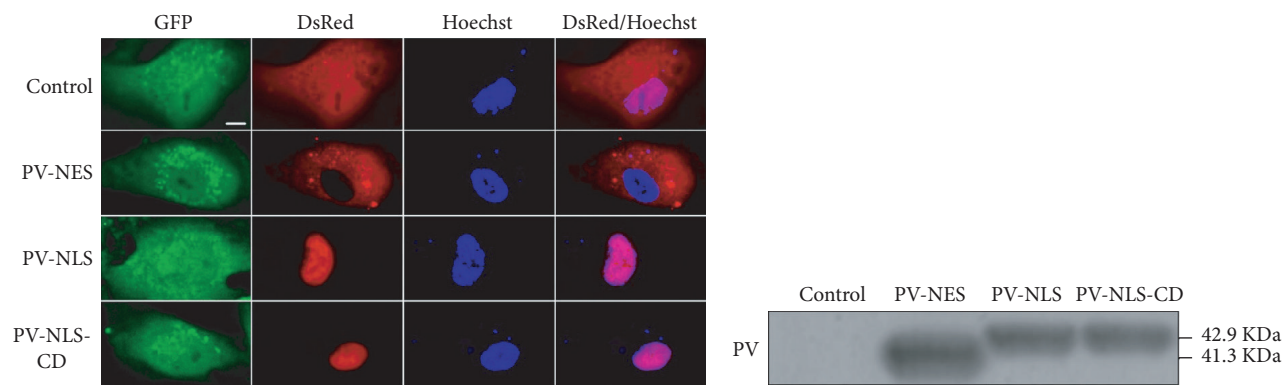 GFP DsRed Hoechst DsRed/Hoechst
Control
PV-NES
PV-NLS
PV-NLS-
CD
Control PV-NES PV-NLS PV-NLS-CD
PV
42.9 KDa
41.3 KDa